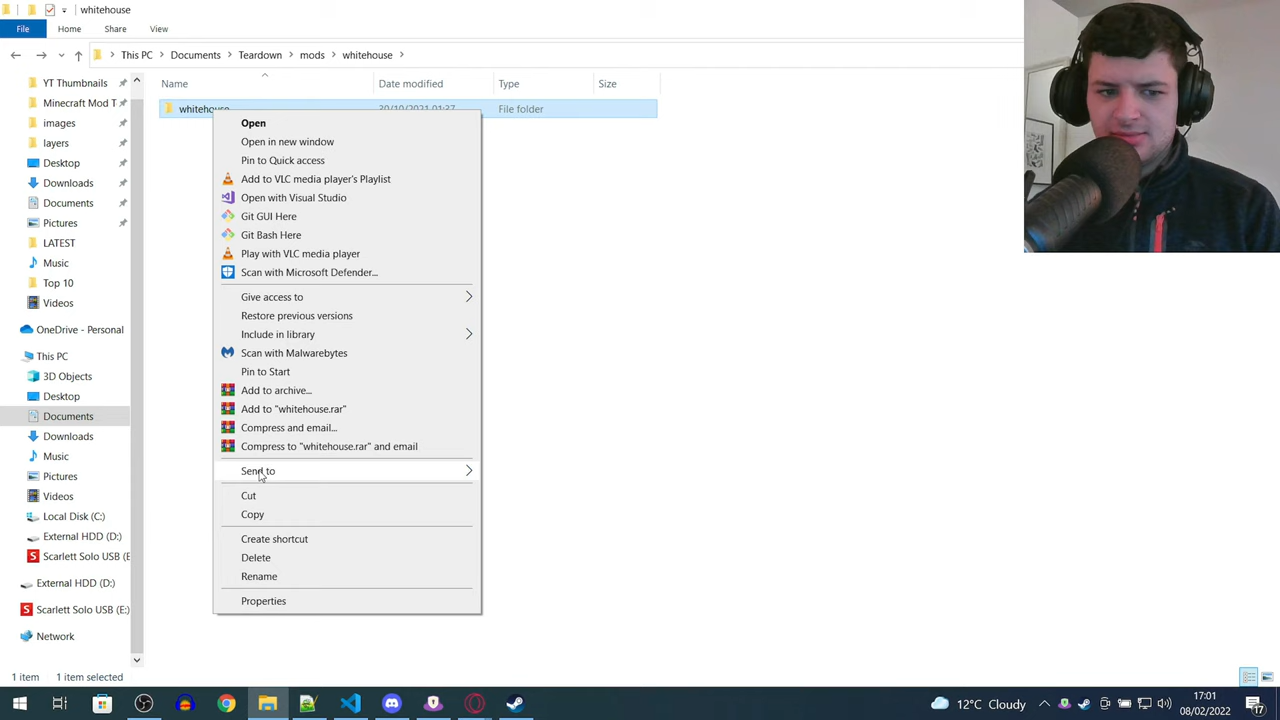 whitehouse
File Home Share View
This PC Documents Teardown mods whitehouse
Name Date modified Type Size
whitehouse 30/10/2021 01:37 File folder
YT Thumbnails
Minecraft Mod T
images
layers
Desktop
Downloads
Documents
Pictures
LATEST
Music
Top 10
Videos
OneDrive - Personal
This PC
3D Objects
Desktop
Documents
Downloads
Music
Pictures
Videos
Local Disk (C:)
External HDD (D:)
Scarlett Solo USB (E
External HDD (D:)
Scarlett Solo USB (E:)
Network
Open
Open in new window
Pin to Quick access
Add to VLC media player's Playlist
Open with Visual Studio
Git GUI Here
Git Bash Here
Play with VLC media player
Scan with Microsoft Defender...
Give access to
Restore previous versions
Include in library
Scan with Malwarebytes
Pin to Start
Add to archive...
Add to "whitehouse.rar"
Compress and email...
Compress to "whitehouse.rar" and email
Send to
Cut
Copy
Create shortcut
Delete
Rename
Properties
1 item 1 item selected
12°C Cloudy
17:01
08/02/2022
17